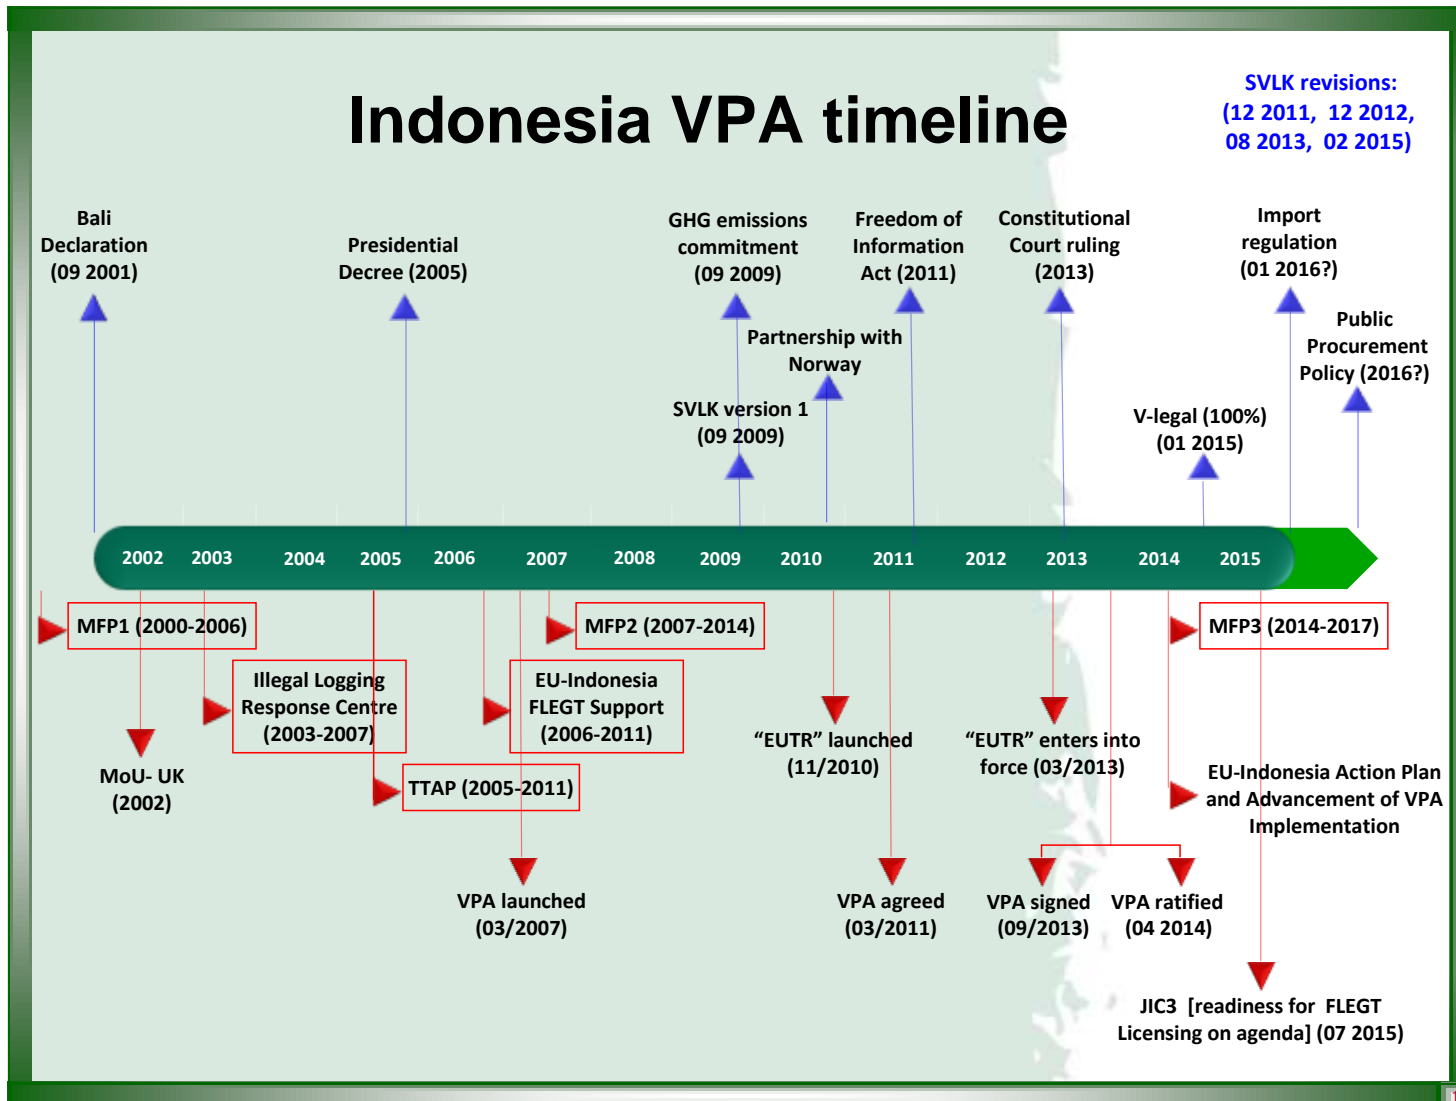 Indonesia VPA timeline
SVLK revisions:
(12 2011, 12 2012,
08 2013, 02 2015)
Bali
Declaration
(09 2001)
Presidential
Decree (2005)
GHG emissions
commitment
(09 2009)
Freedom of
Information
Act (2011)
Constitutional
Court ruling
(2013)
Import
regulation
(01 2016?)
Partnership with
Norway
Public
Procurement
Policy (2016?)
SVLK version 1
(09 2009)
V-legal (100%)
(01 2015)
2002 2003 2004 2005 2006 2007 2008 2009 2010 2011 2012 2013 2014 2015
MFP1 (2000-2006)
MFP2 (2007-2014)
MFP3 (2014-2017)
Illegal Logging
Response Centre
(2003-2007)
EU-Indonesia
FLEGT Support
(2006-2011)
MoU- UK
(2002)
TTAP (2005-2011)
“EUTR” launched
(11/2010)
“EUTR” enters into
force (03/2013)
EU-Indonesia Action Plan
and Advancement of VPA
Implementation
VPA launched
(03/2007)
VPA agreed
(03/2011)
VPA signed
(09/2013)
VPA ratified
(04 2014)
JIC3 [readiness for FLEGT
Licensing on agenda] (07 2015)